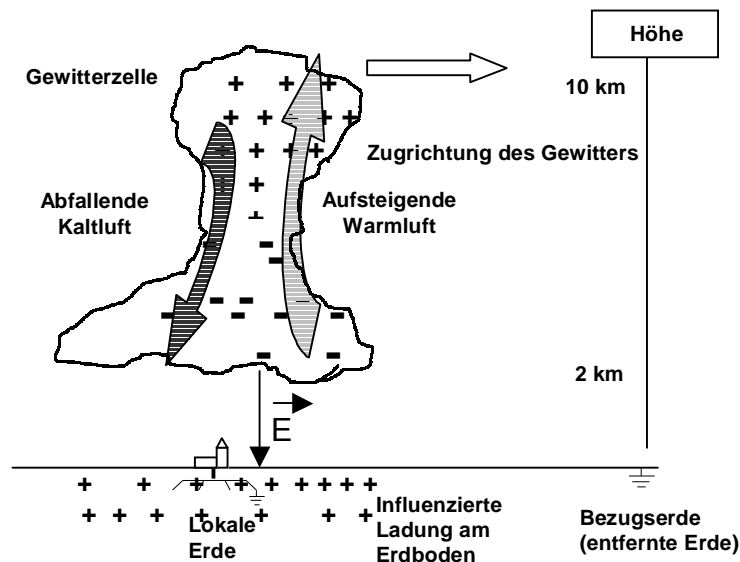 Höhe
Gewitterzelle
10 km
Zugrichtung des Gewitters
Abfallende
Kaltluft
Aufsteigende
Warmluft
2 km
E
Lokale
Erde
Influenzierte
Ladung am
Erdboden
Bezugserde
(entfernte Erde)